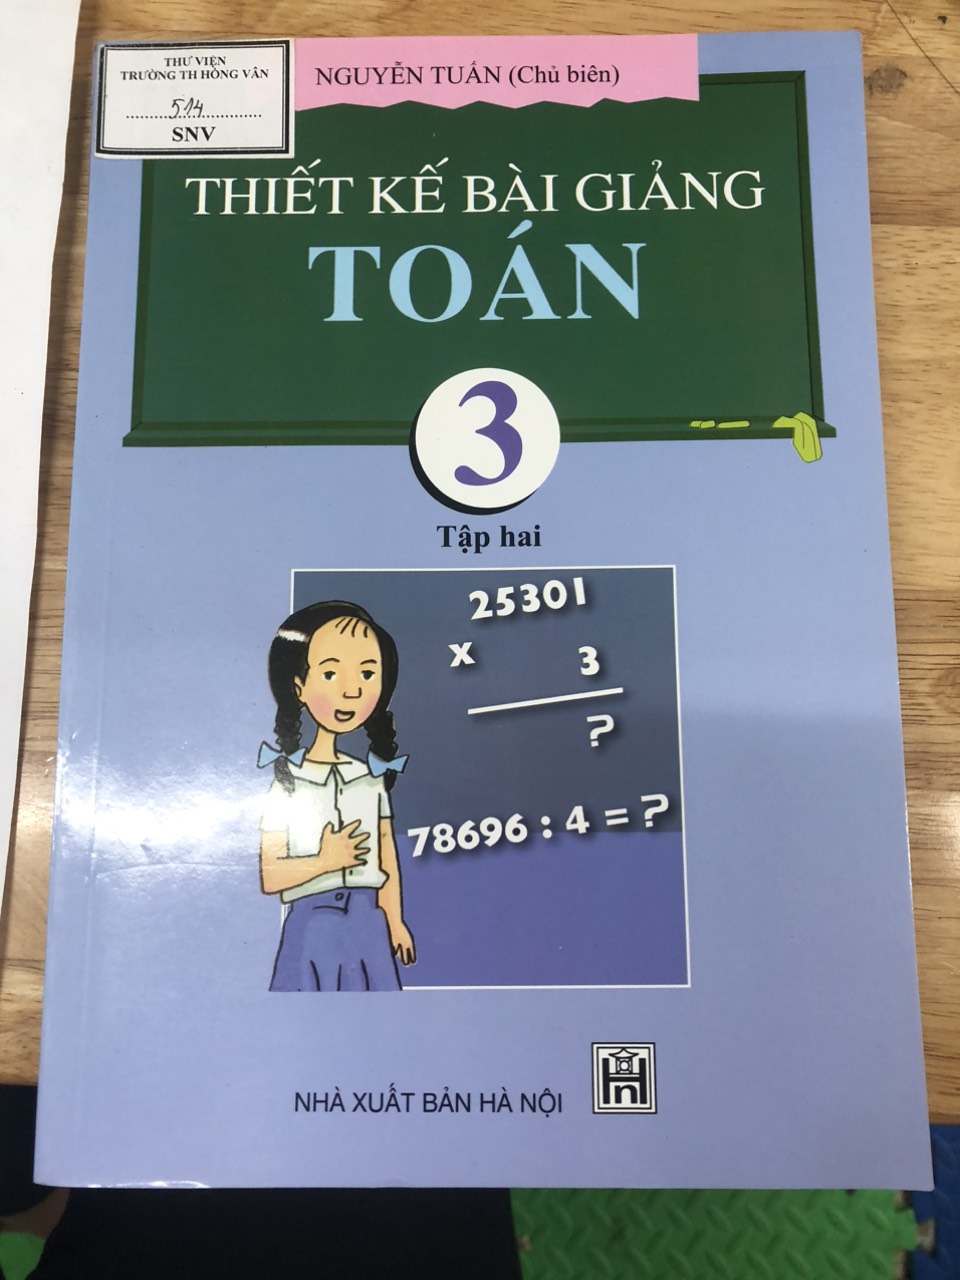 THƯ VIỆN
TRƯỜNG TH HỒNG VÂN
514
SNV
NGUYỄN TUẤN (Chủ biên)
THIẾT KẾ BÀI GIẢNG
TOÁN
3
Tập hai
25301
x 3
?
78696 : 4 = ?
NHÀ XUẤT BẢN HÀ NỘI
Hn